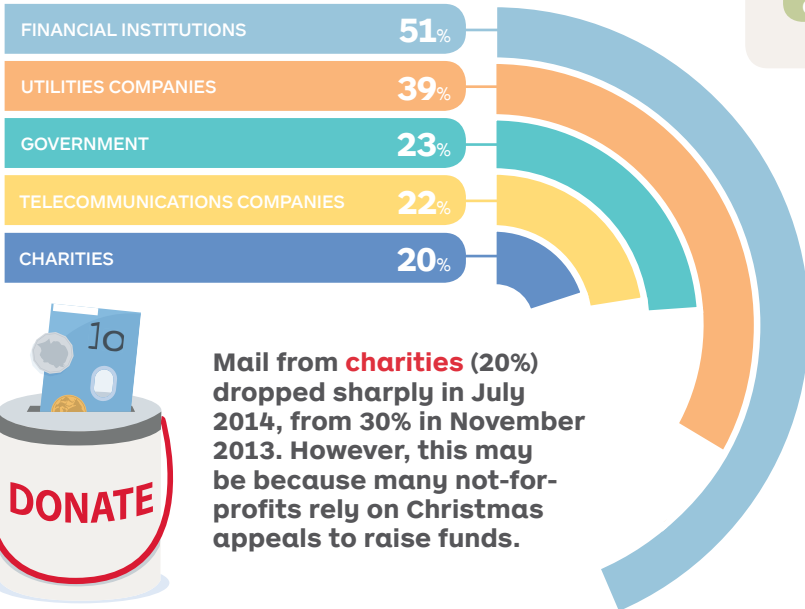 FINANCIAL INSTITUTIONS 51%
UTILITIES COMPANIES 39%
GOVERNMENT 23%
TELECOMMUNICATIONS COMPANIES 22%
CHARITIES 20%
10
DONATE
Mail from charities (20%)
dropped sharply in July
2014, from 30% in November
2013. However, this may
be because many not-for-
profits rely on Christmas
appeals to raise funds.